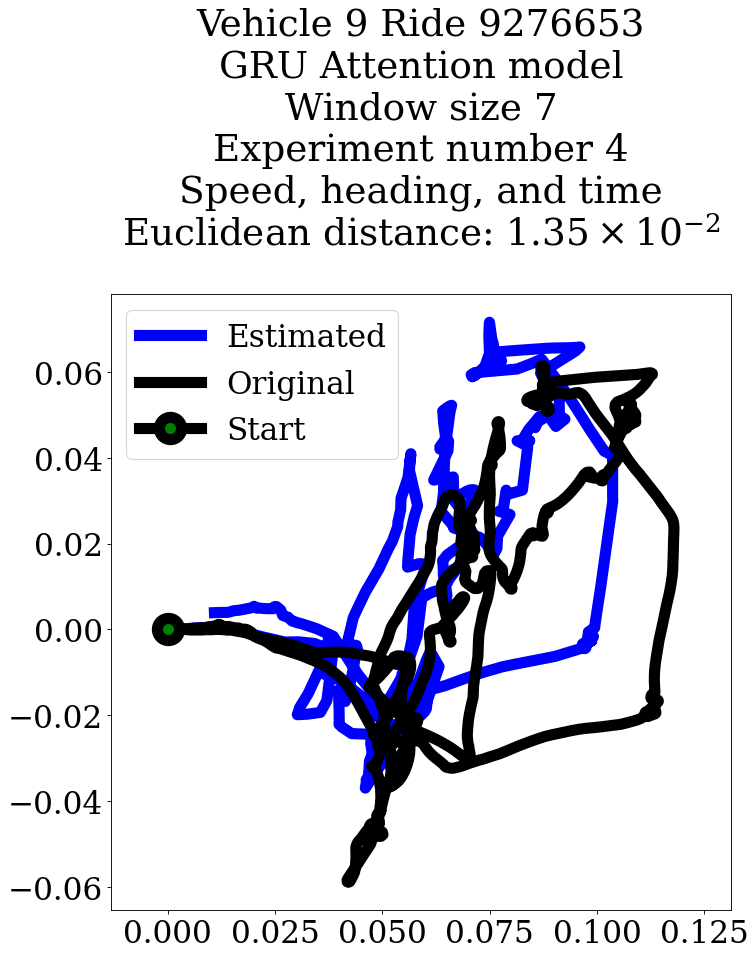 Vehicle 9 Ride 9276653
GRU Attention model
Window size 7
Experiment number 4
Speed, heading, and time
Euclidean distance: 1.35 × 10⁻²
Estimated
Original
Start
0.06
0.04
0.02
0.00
−0.02
−0.04
−0.06
0.000 0.025 0.050 0.075 0.100 0.125